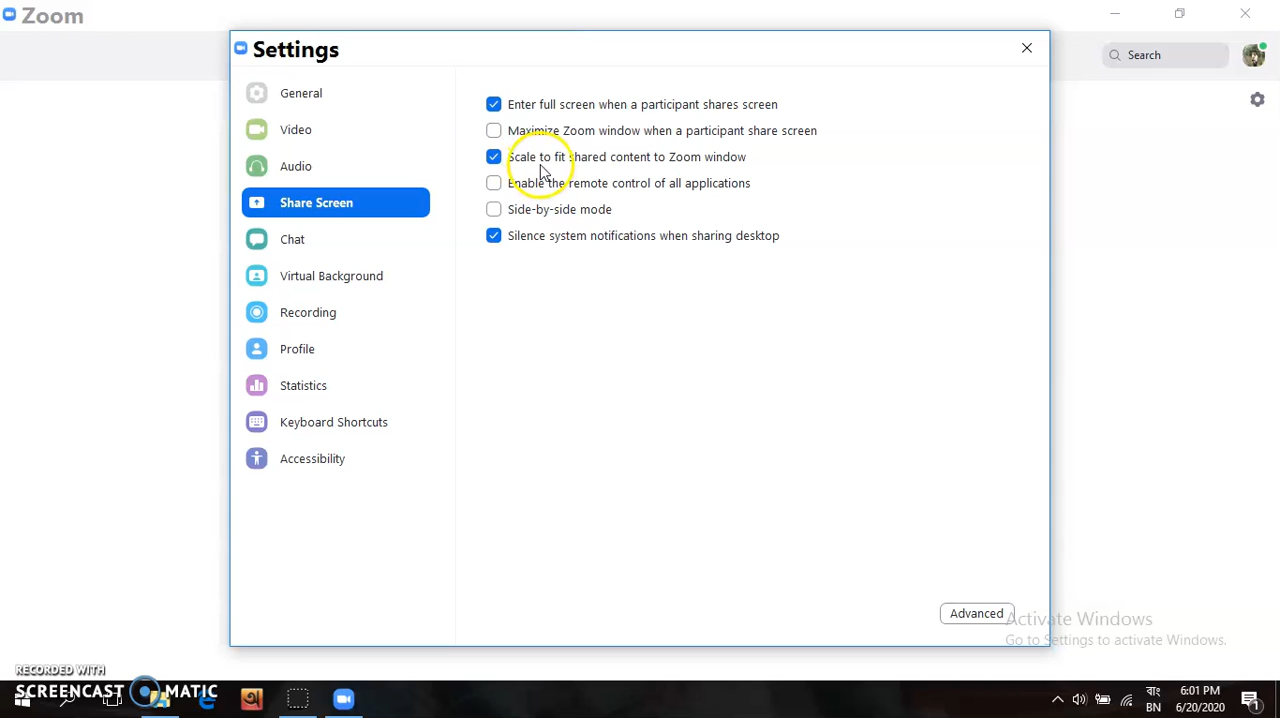 Zoom
Settings
Search
General
Video
Audio
Share Screen
Chat
Virtual Background
Recording
Profile
Statistics
Keyboard Shortcuts
Accessibility
Enter full screen when a participant shares screen
Maximize Zoom window when a participant share screen
Scale to fit shared content to Zoom window
Enable the remote control of all applications
Side-by-side mode
Silence system notifications when sharing desktop
Advanced
Activate Windows
Go to Settings to activate Windows.
RECORDED WITH
SCREENCAST MATIC
অ
বাং
BN
6:01 PM
6/20/2020
1